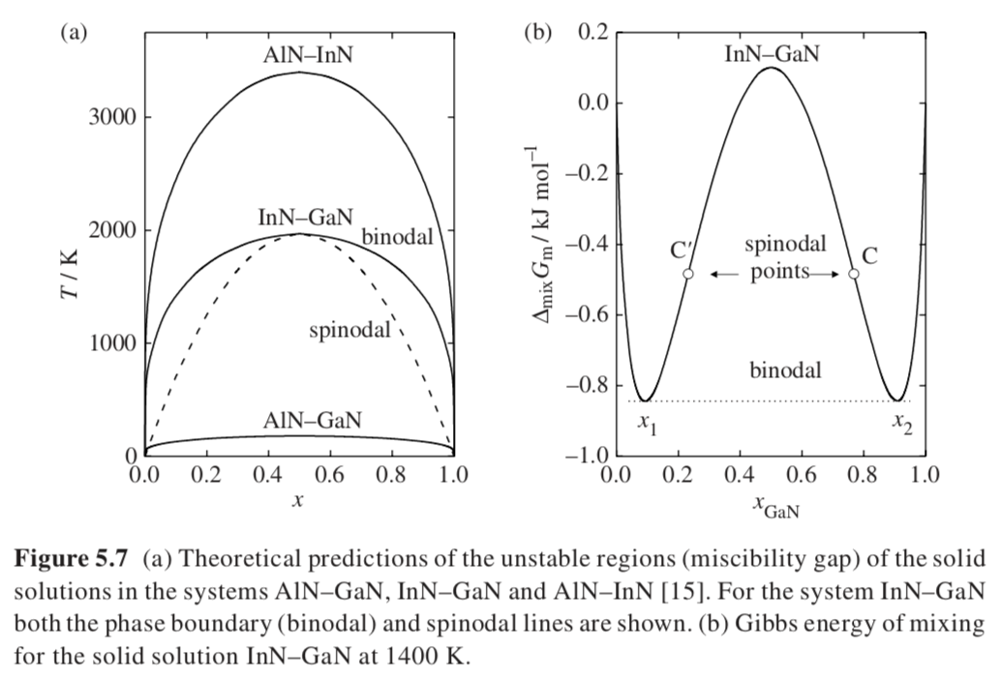 (a)
AlN–InN
3000
InN–GaN
2000
binodal
T / K
spinodal
1000
AlN–GaN
0
0.0 0.2 0.4 0.6 0.8 1.0
x
(b)
0.2
InN–GaN
0.0
−0.2
ΔmixGm / kJ mol−1
−0.4
C′
spinodal
points
C
−0.6
binodal
−0.8
x1
x2
−1.0
0.0 0.2 0.4 0.6 0.8 1.0
xGaN
Figure 5.7 (a) Theoretical predictions of the unstable regions (miscibility gap) of the solid
solutions in the systems AlN–GaN, InN–GaN and AlN–InN [15]. For the system InN–GaN
both the phase boundary (binodal) and spinodal lines are shown. (b) Gibbs energy of mixing
for the solid solution InN–GaN at 1400 K.